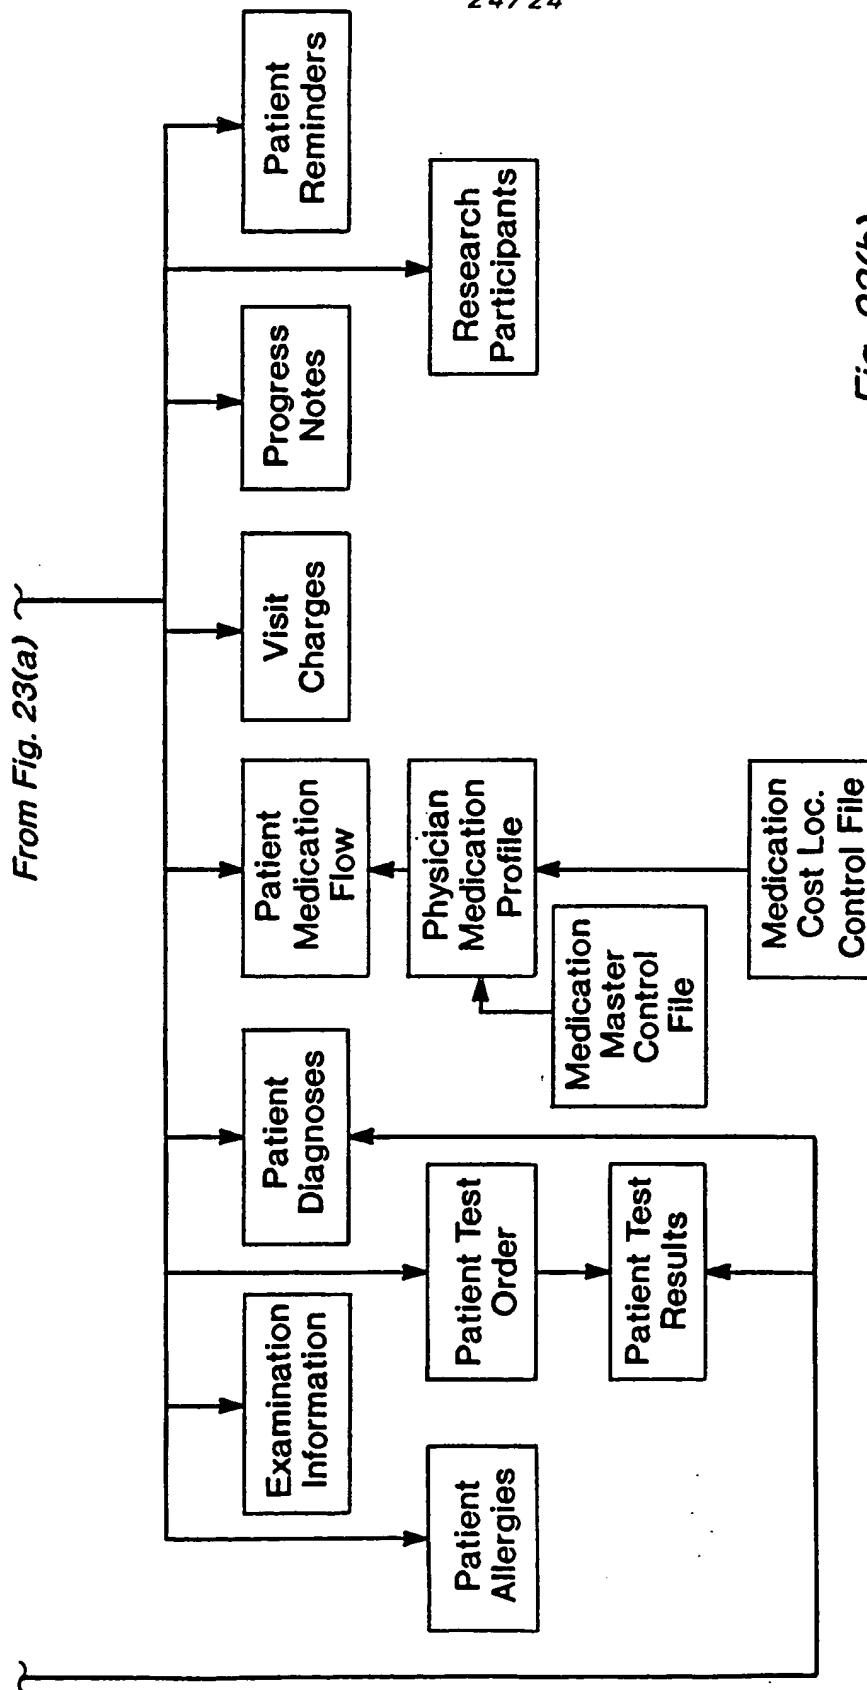 From Fig. 23(a)
Patient
Allergies
Examination
Information
Patient Test
Order
Patient Test
Results
Patient
Diagnoses
Patient
Medication
Flow
Physician
Medication
Profile
Medication
Master
Control
File
Medication
Cost Loc.
Control File
Visit
Charges
Progress
Notes
Research
Participants
Patient
Reminders
24/24